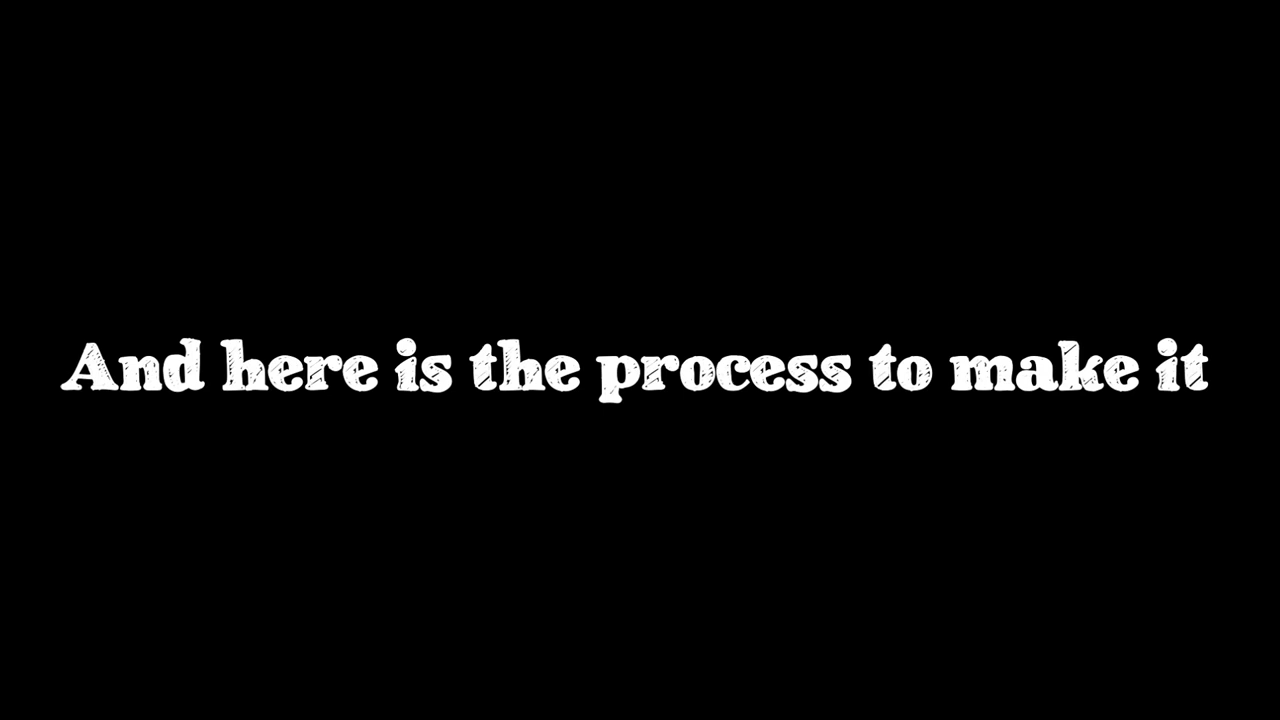 And here is the process to make it